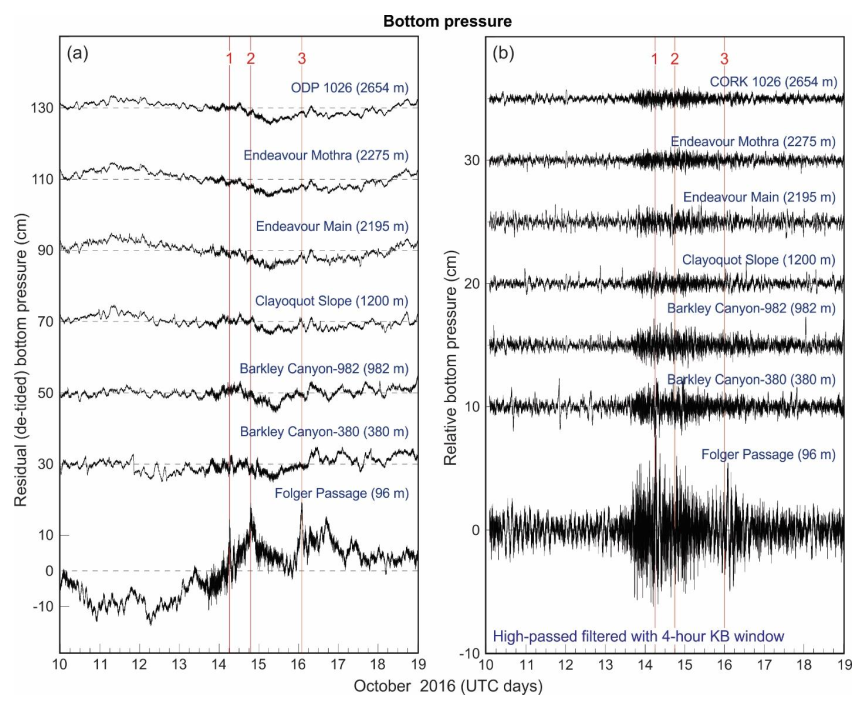 Bottom pressure
(a)
1 2 3
ODP 1026 (2654 m)
130
Endeavour Mothra (2275 m)
110
Endeavour Main (2195 m)
90
Clayoquot Slope (1200 m)
70
Barkley Canyon-982 (982 m)
50
Barkley Canyon-380 (380 m)
30
Folger Passage (96 m)
10
0
-10
Residual (de-tided) bottom pressure (cm)
10 11 12 13 14 15 16 17 18 19
(b)
1 2 3
CORK 1026 (2654 m)
Endeavour Mothra (2275 m)
30
Endeavour Main (2195 m)
Clayoquot Slope (1200 m)
20
Barkley Canyon-982 (982 m)
Barkley Canyon-380 (380 m)
10
Folger Passage (96 m)
0
High-passed filtered with 4-hour KB window
-10
Relative bottom pressure (cm)
10 11 12 13 14 15 16 17 18 19
October 2016 (UTC days)